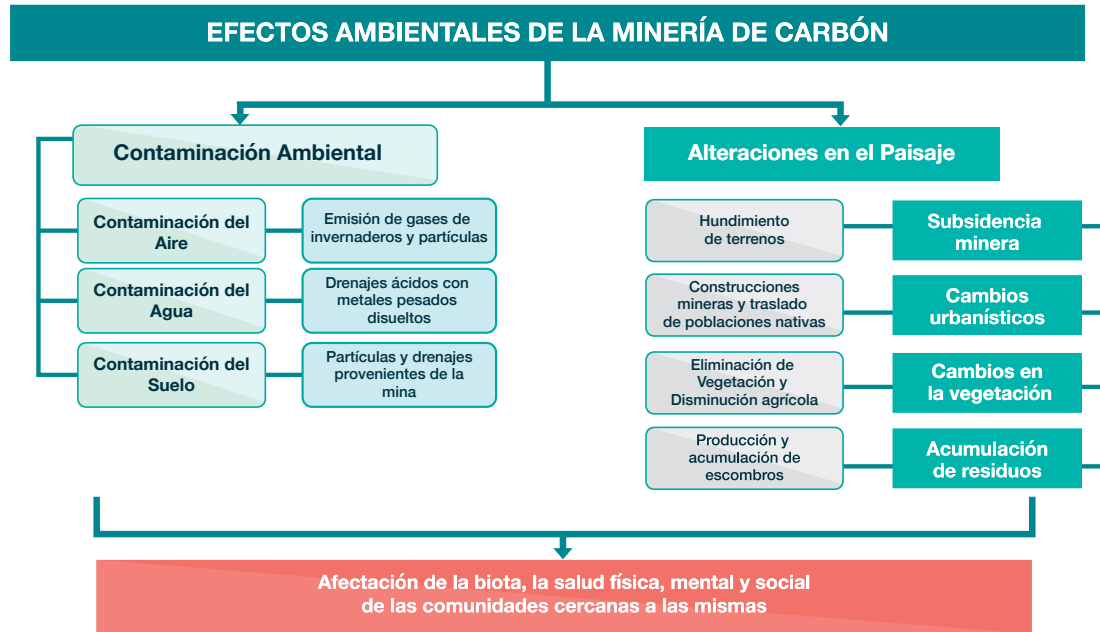 EFECTOS AMBIENTALES DE LA MINERÍA DE CARBÓN
Contaminación Ambiental
Contaminación del
Aire
Emisión de gases de
invernaderos y partículas
Contaminación del
Agua
Drenajes ácidos con
metales pesados
disueltos
Contaminación del
Suelo
Partículas y drenajes
provenientes de la
mina
Alteraciones en el Paisaje
Hundimiento
de terrenos
Subsidencia
minera
Construcciones
mineras y traslado
de poblaciones nativas
Cambios
urbanísticos
Eliminación de
Vegetación y
Disminución agrícola
Cambios en
la vegetación
Producción y
acumulación de
escombros
Acumulación
de residuos
Afectación de la biota, la salud física, mental y social
de las comunidades cercanas a las mismas